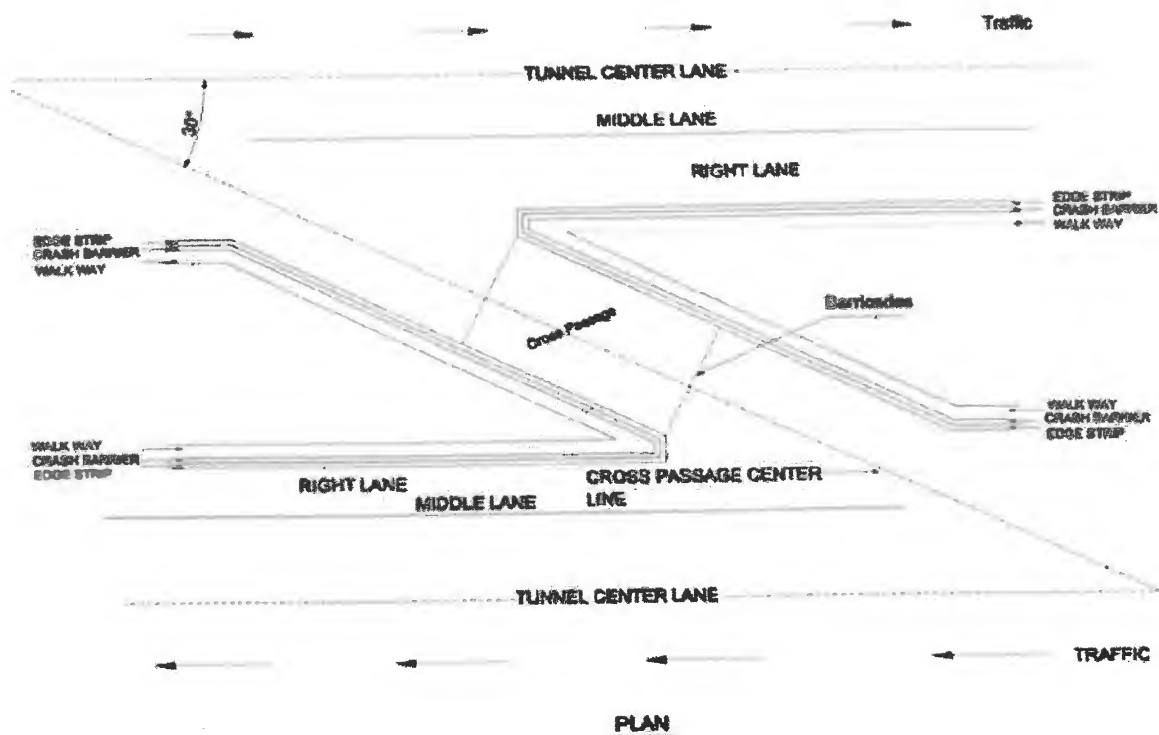 Traffic
TUNNEL CENTER LANE
30°
MIDDLE LANE
RIGHT LANE
EDGE STRIP
CRASH BARRIER
WALK WAY
EDGE STRIP
CRASH BARRIER
WALK WAY
Barricades
Cross Passage
WALK WAY
CRASH BARRIER
EDGE STRIP
WALK WAY
CRASH BARRIER
EDGE STRIP
RIGHT LANE
CROSS PASSAGE CENTER
LINE
MIDDLE LANE
TUNNEL CENTER LANE
TRAFFIC
PLAN